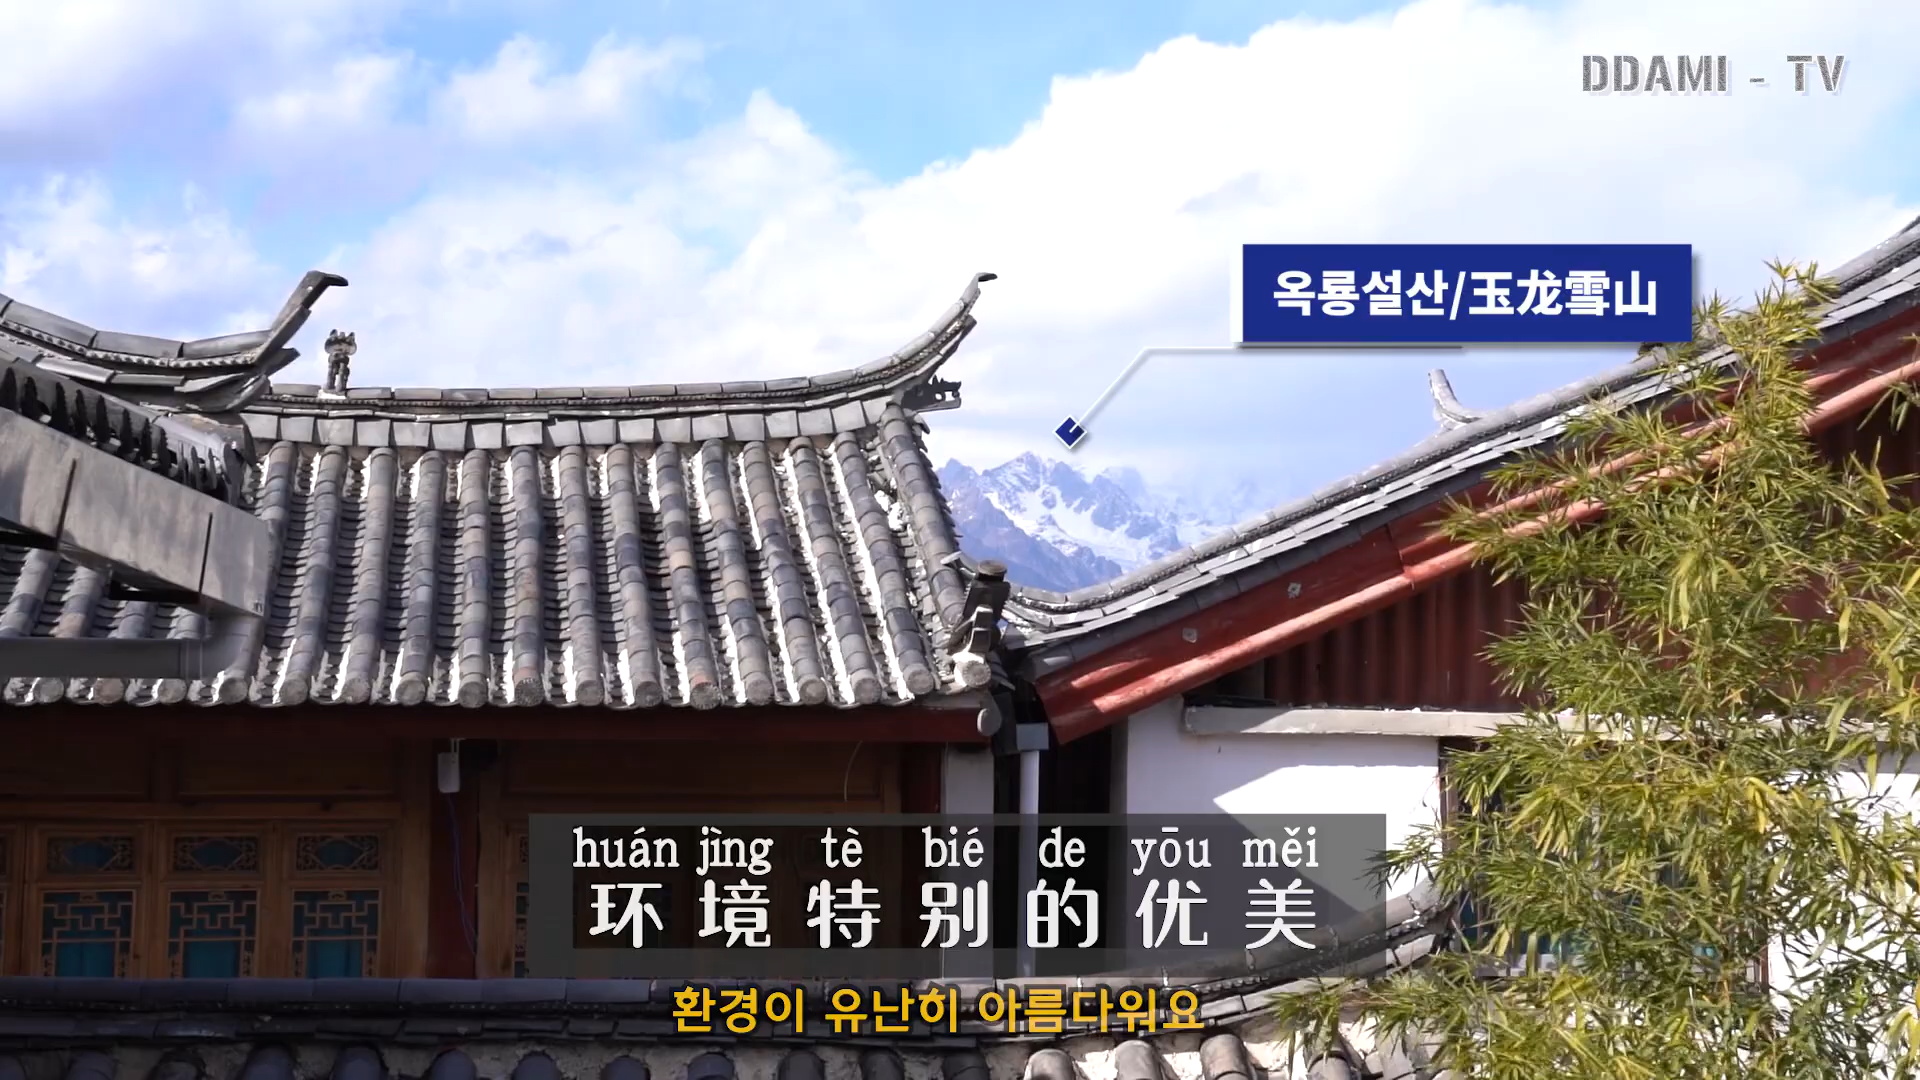 DDAMI - TV
옥룡설산/玉龙雪山
huán jìng tè bié de yōu měi
环境特别的优美
환경이 유난히 아름다워요